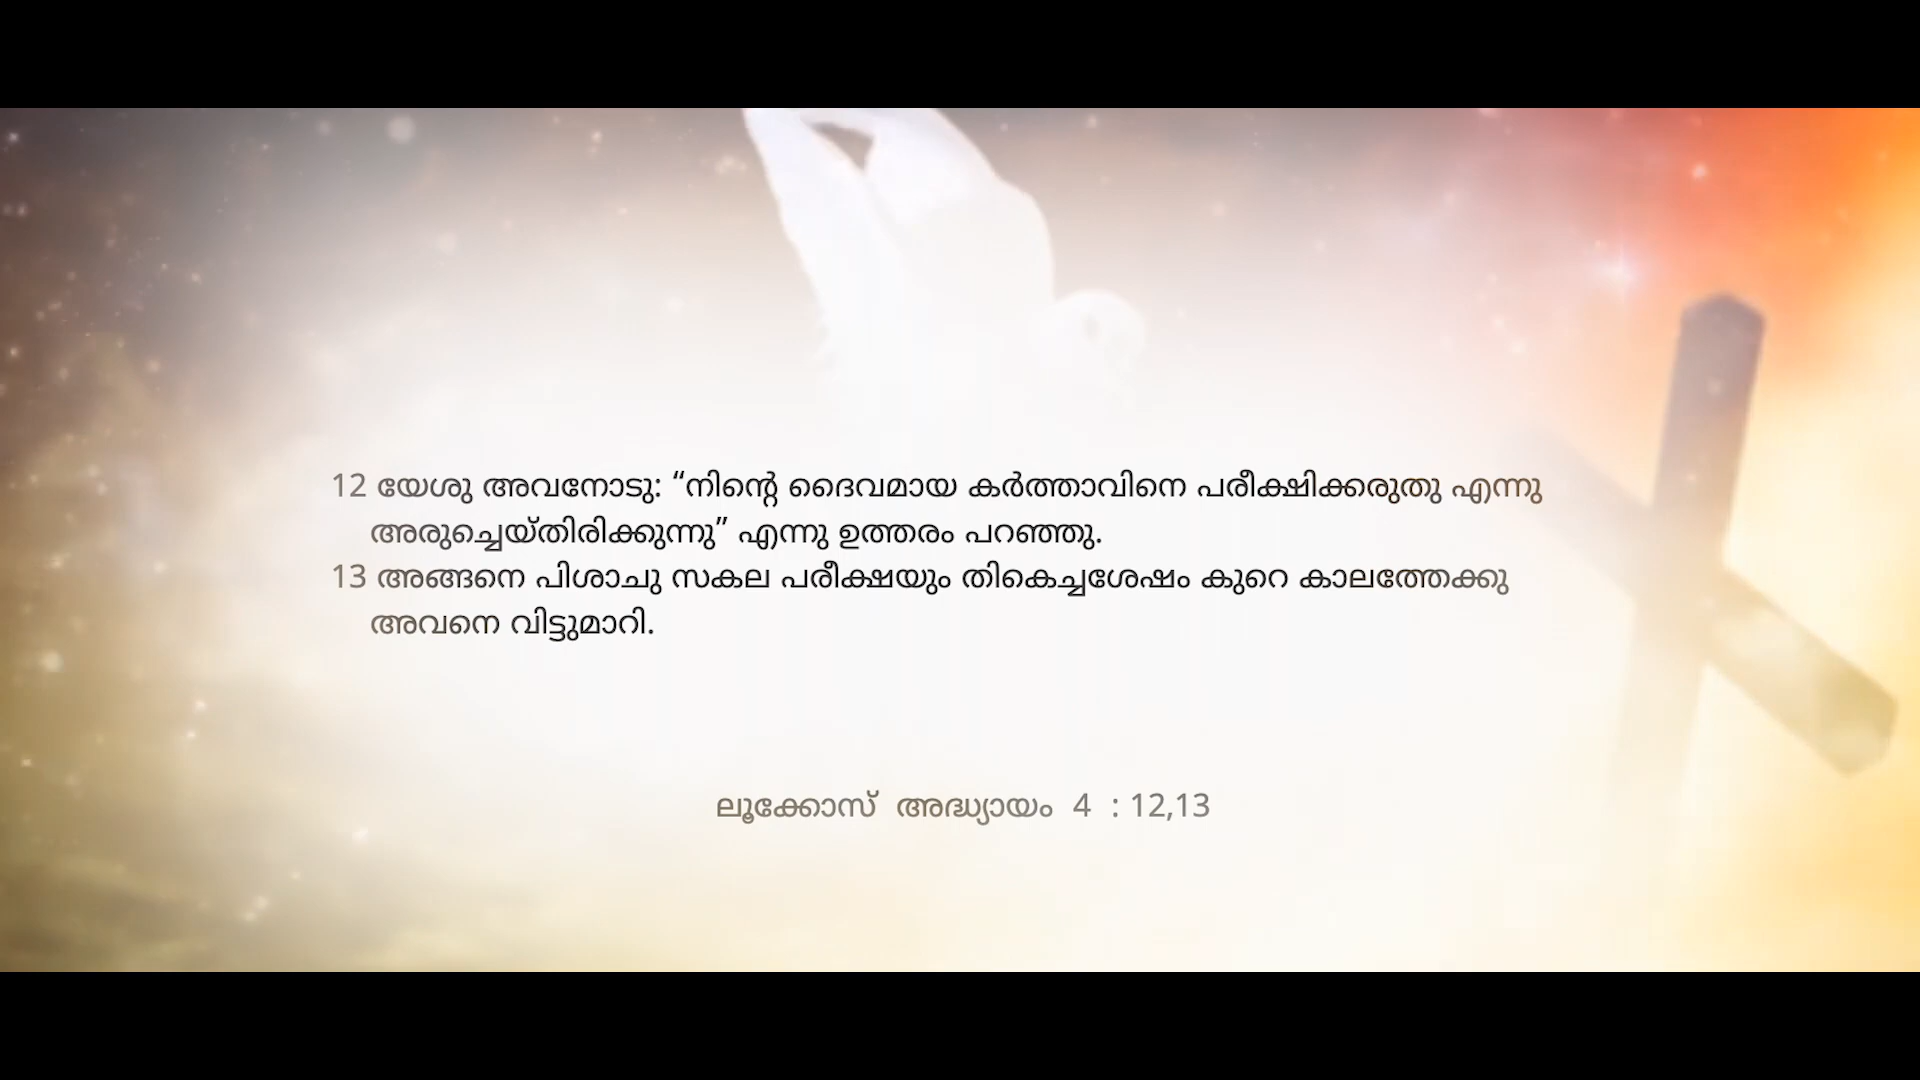 12 യേശു അവനോടു: “നിന്റെ ദൈവമായ കർത്താവിനെ പരീക്ഷിക്കരുതു എന്നു
അരുച്ചെയ്തിരിക്കുന്നു” എന്നു ഉത്തരം പറഞ്ഞു.
13 അങ്ങനെ പിശാചു സകല പരീക്ഷയും തികെച്ചശേഷം കുറെ കാലത്തേക്കു
അവനെ വിട്ടുമാറി.
ലൂക്കോസ് അദ്ധ്യായം 4 : 12,13